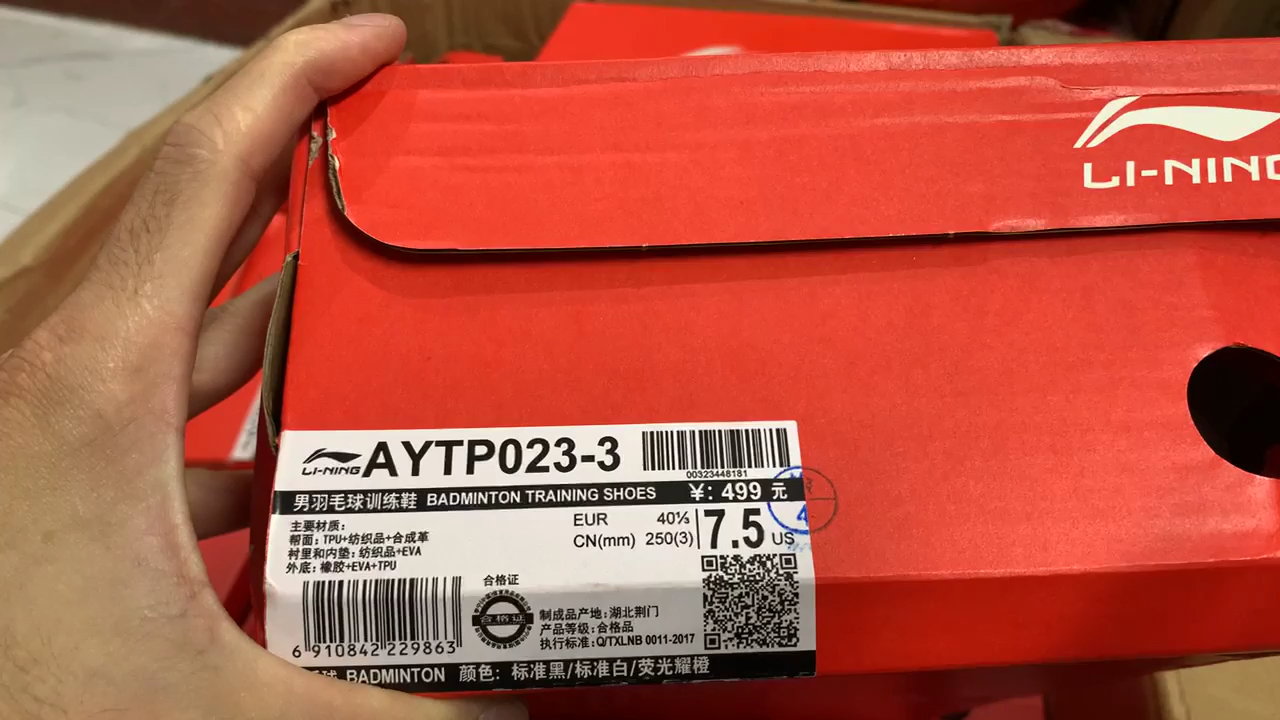 LI-NING
LI-NING AYTP023-3
00323448181
男羽毛球训练鞋 BADMINTON TRAINING SHOES ¥: 499 元
主要材质:
帮面: TPU+纺织品+合成革
衬里和内垫: 纺织品+EVA
外底: 橡胶+EVA+TPU
EUR 40⅔
CN(mm) 250(3)
7.5 US
合格证
合格证
制成品产地: 湖北荆门
产品等级: 合格品
执行标准: Q/TXLNB 0011-2017
6 910842 229863
球 BADMINTON 颜色: 标准黑/标准白/荧光耀橙
4